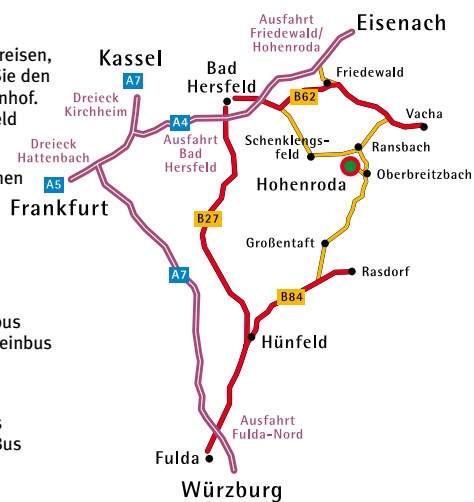 reisen,
Sie den
nhof.
eld
nen
bus
einbus
s
Bus
Ausfahrt
Friedewald/
Hohenroda
Eisenach
Kassel
A7
Dreieck
Kirchheim
Bad
Hersfeld
B62
Friedewald
Vacha
A4
Ausfahrt
Bad
Hersfeld
Schenklengs-
feld
Ransbach
Dreieck
Hattenbach
A5
Frankfurt
Hohenroda
Oberbreitzbach
B27
Großentaft
A7
B84
Rasdorf
Hünfeld
Ausfahrt
Fulda-Nord
Fulda
Würzburg